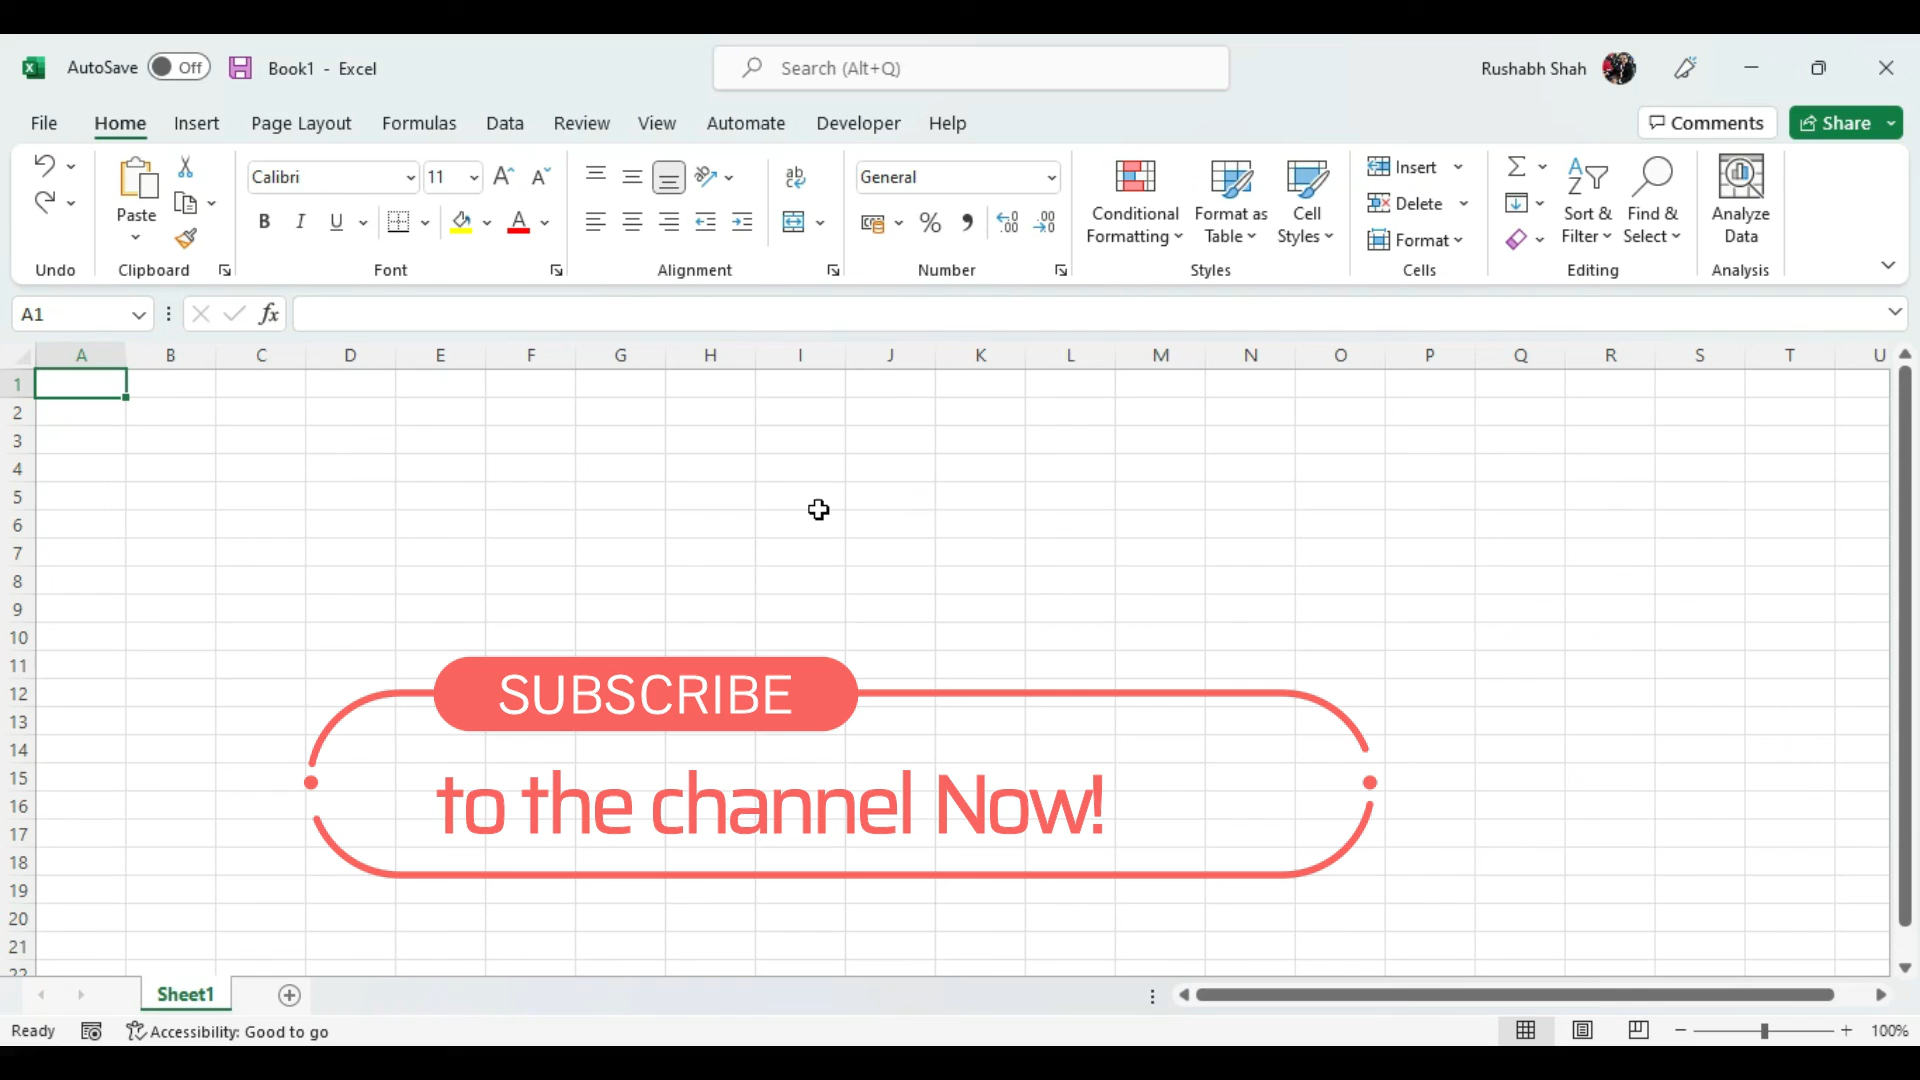 AutoSave Off Book1 - Excel Search (Alt+Q) Rushabh Shah
File Home Insert Page Layout Formulas Data Review View Automate Developer Help Comments Share
Calibri 11 General
Paste
Conditional Formatting
Format as Table
Cell Styles
Insert
Delete
Format
Sort & Filter
Find & Select
Analyze Data
Undo Clipboard Font Alignment Number Styles Cells Editing Analysis
A1 fx
A B C D E F G H I J K L M N O P Q R S T U
1
2
3
4
5
6
7
8
9
10
11
12
13
14
15
16
17
18
19
20
21
22
SUBSCRIBE
to the channel Now!
Sheet1
Ready Accessibility: Good to go 100%